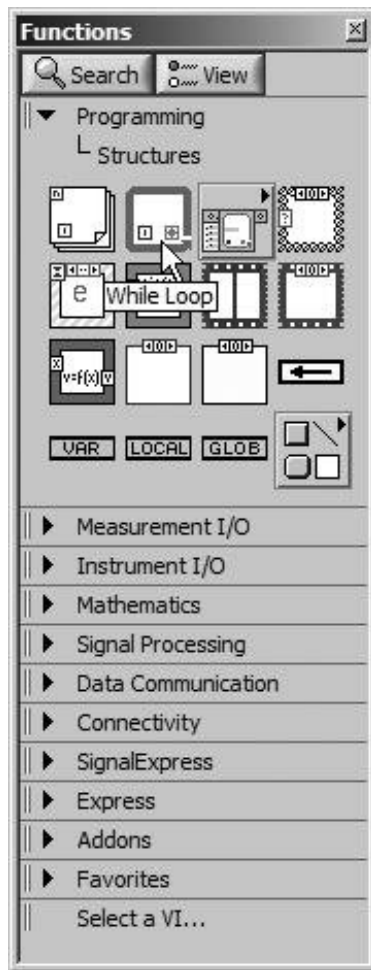 Functions
Search View
Programming
Structures
While Loop
VAR LOCAL GLOB
Measurement I/O
Instrument I/O
Mathematics
Signal Processing
Data Communication
Connectivity
SignalExpress
Express
Addons
Favorites
Select a VI...